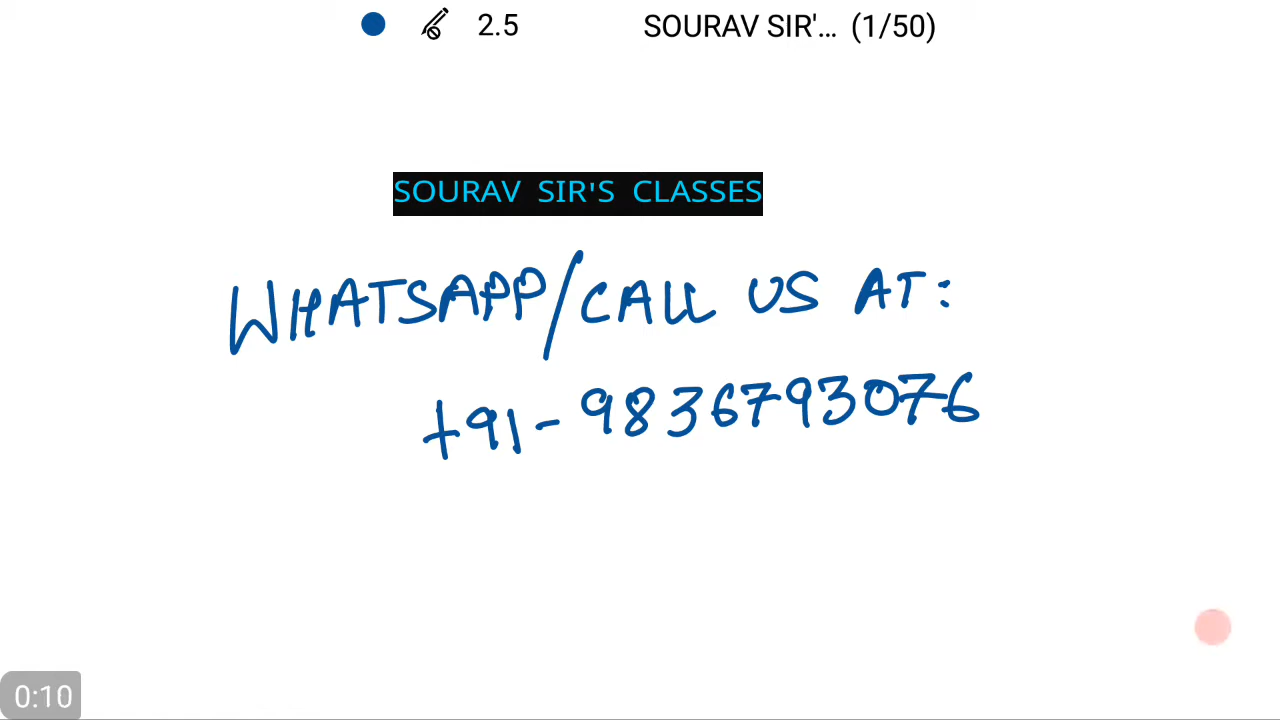 2.5 SOURAV SIR'... (1/50)
SOURAV SIR'S CLASSES
WHATSAPP/CALL US AT:
+91-9836793076
0:10